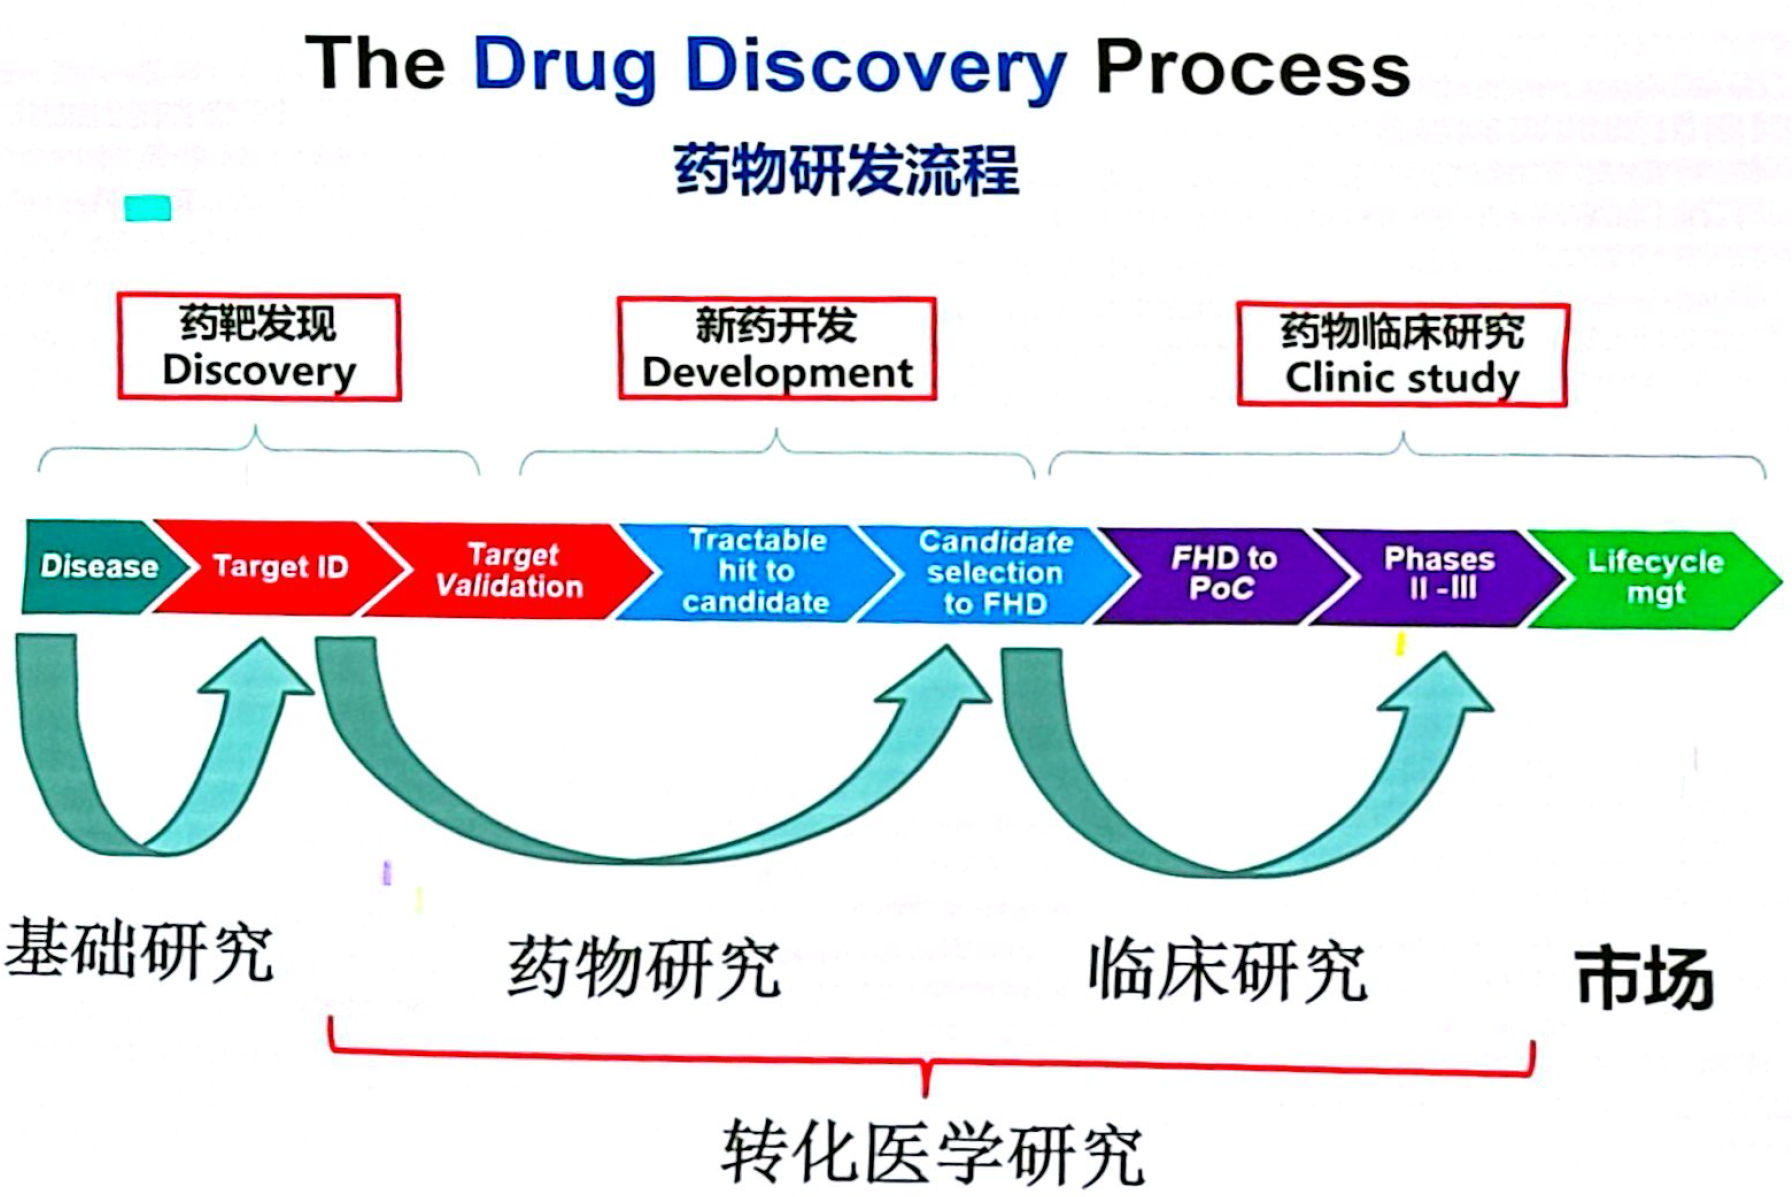 The Drug Discovery Process
药物研发流程
药靶发现
Discovery
新药开发
Development
药物临床研究
Clinic study
Disease
Target ID
Target
Validation
Tractable
hit to
candidate
Candidate
selection
to FHD
FHD to
PoC
Phases
II -III
Lifecycle
mgt
基础研究
药物研究
临床研究
市场
转化医学研究